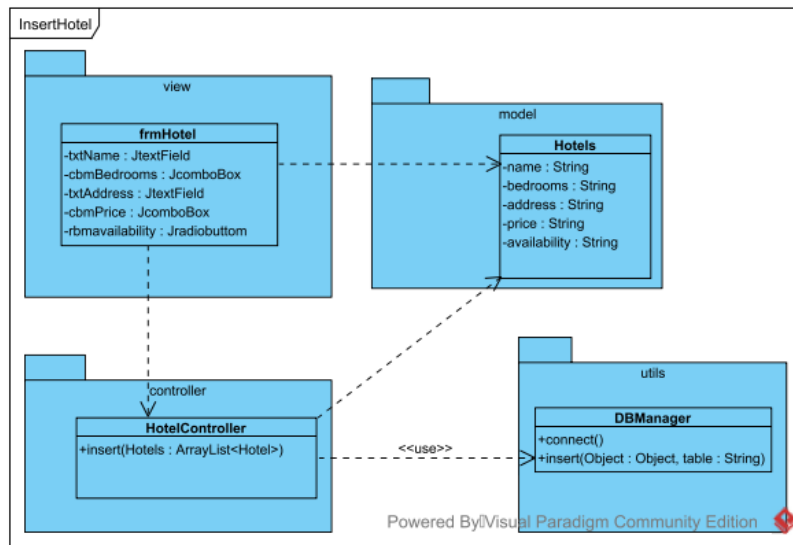 InsertHotel
view
frmHotel
-txtName : JtextField
-cbmBedrooms : JcomboBox
-txtAddress : JtextField
-cbmPrice : JcomboBox
-rbmavailability : Jradiobuttom
model
Hotels
-name : String
-bedrooms : String
-address : String
-price : String
-availability : String
controller
HotelController
+insert(Hotels : ArrayList<Hotel>)
<<use>>
utils
DBManager
+connect()
+insert(Object : Object, table : String)
Powered By Visual Paradigm Community Edition